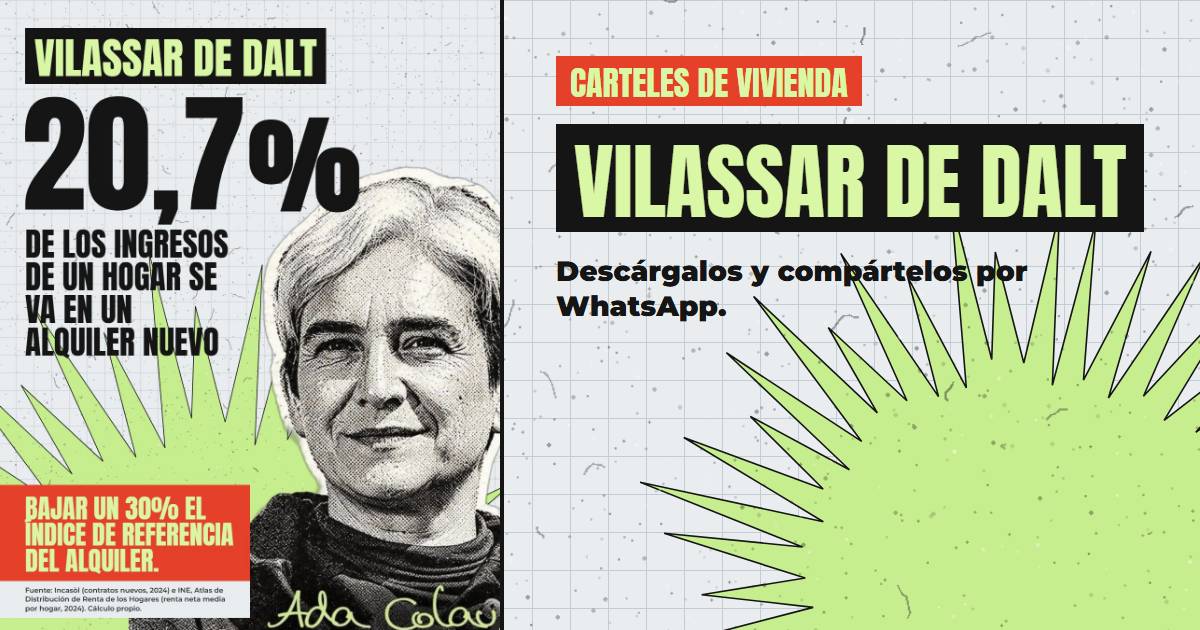 VILASSAR DE DALT
20,7%
DE LOS INGRESOS
DE UN HOGAR SE
VA EN UN
ALQUILER NUEVO
BAJAR UN 30% EL
ÍNDICE DE REFERENCIA
DEL ALQUILER.
Fuente: Incasòl (contratos nuevos, 2024) e INE, Atlas de
Distribución de Renta de los Hogares (renta neta media
por hogar, 2024). Cálculo propio.
Ada Colau
CARTELES DE VIVIENDA
VILASSAR DE DALT
Descárgalos y compártelos por
WhatsApp.